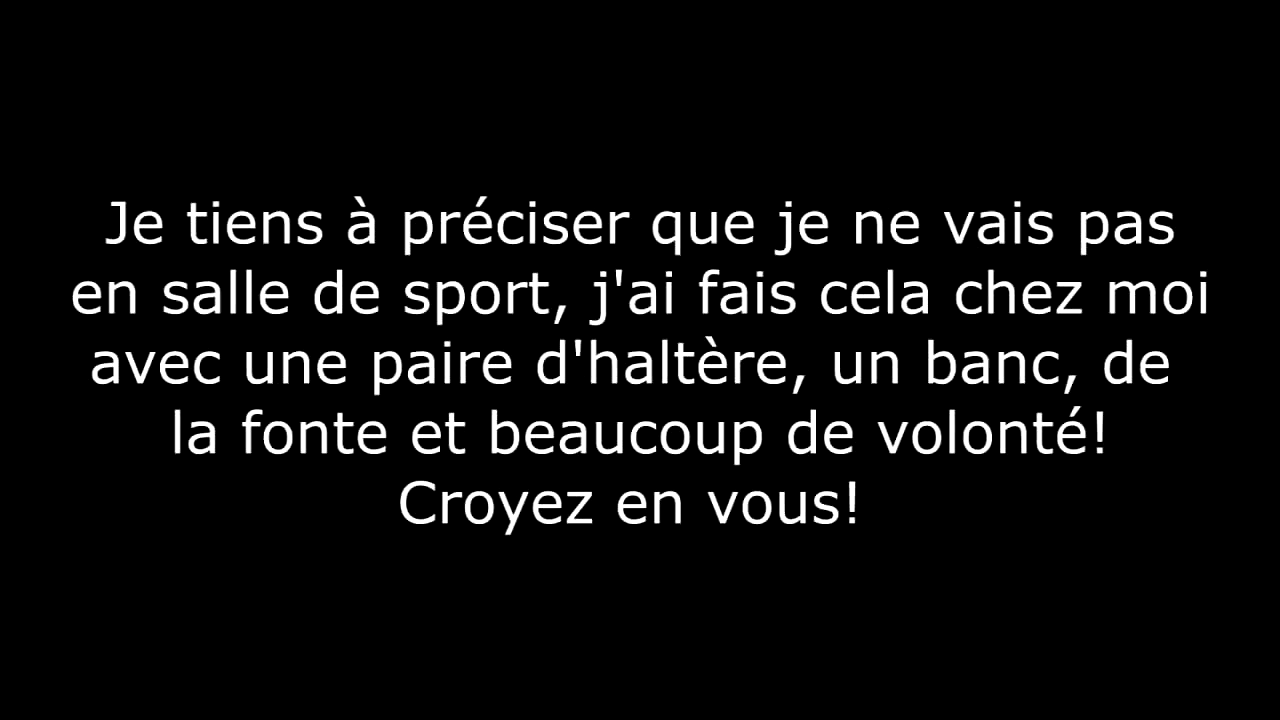 Je tiens à préciser que je ne vais pas
en salle de sport, j'ai fais cela chez moi
avec une paire d'haltère, un banc, de
la fonte et beaucoup de volonté!
Croyez en vous!